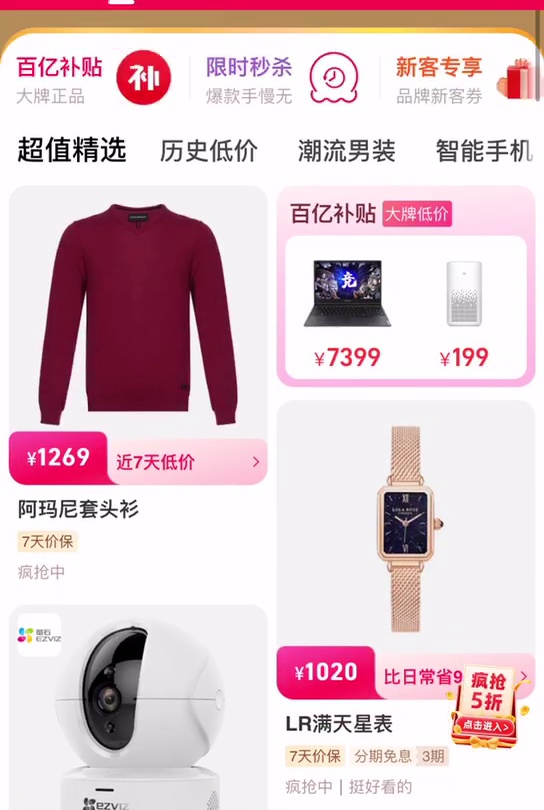 百亿补贴
大牌正品
补
限时秒杀
爆款手慢无
新客专享
品牌新客券
超值精选
历史低价
潮流男装
智能手机
¥1269
近7天低价
阿玛尼套头衫
7天价保
疯抢中
萤石
EZVIZ
ezviz
百亿补贴
大牌低价
竞
¥7399
¥199
LOLA ROSE
¥1020
比日常省9
LR满天星表
7天价保
分期免息
3期
疯抢中|挺好看的
疯抢
5折
点击进入>